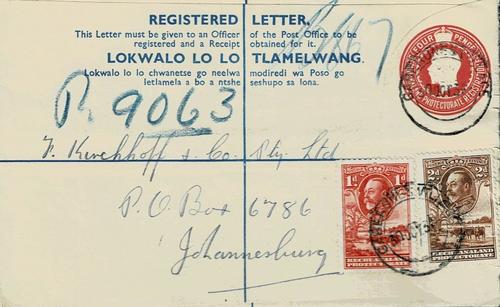 REGISTERED LETTER.
This Letter must be given to an Officer of the Post Office to be
registered and a Receipt obtained for it.
LOKWALO LO LO TLAMELWANG.
Lokwalo lo lo chwanetse go neelwa modiredi wa Poso go
letlamela a bo a ntshe seshupo sa lona.
R 9063
F. Kirchhoff & Co. Pty Ltd
P.O. Box 6786
Johannesburg
FOUR PENCE
1d
2d
BECHUANALAND
PROTECTORATE
BECHUANALAND
PROTECTORATE